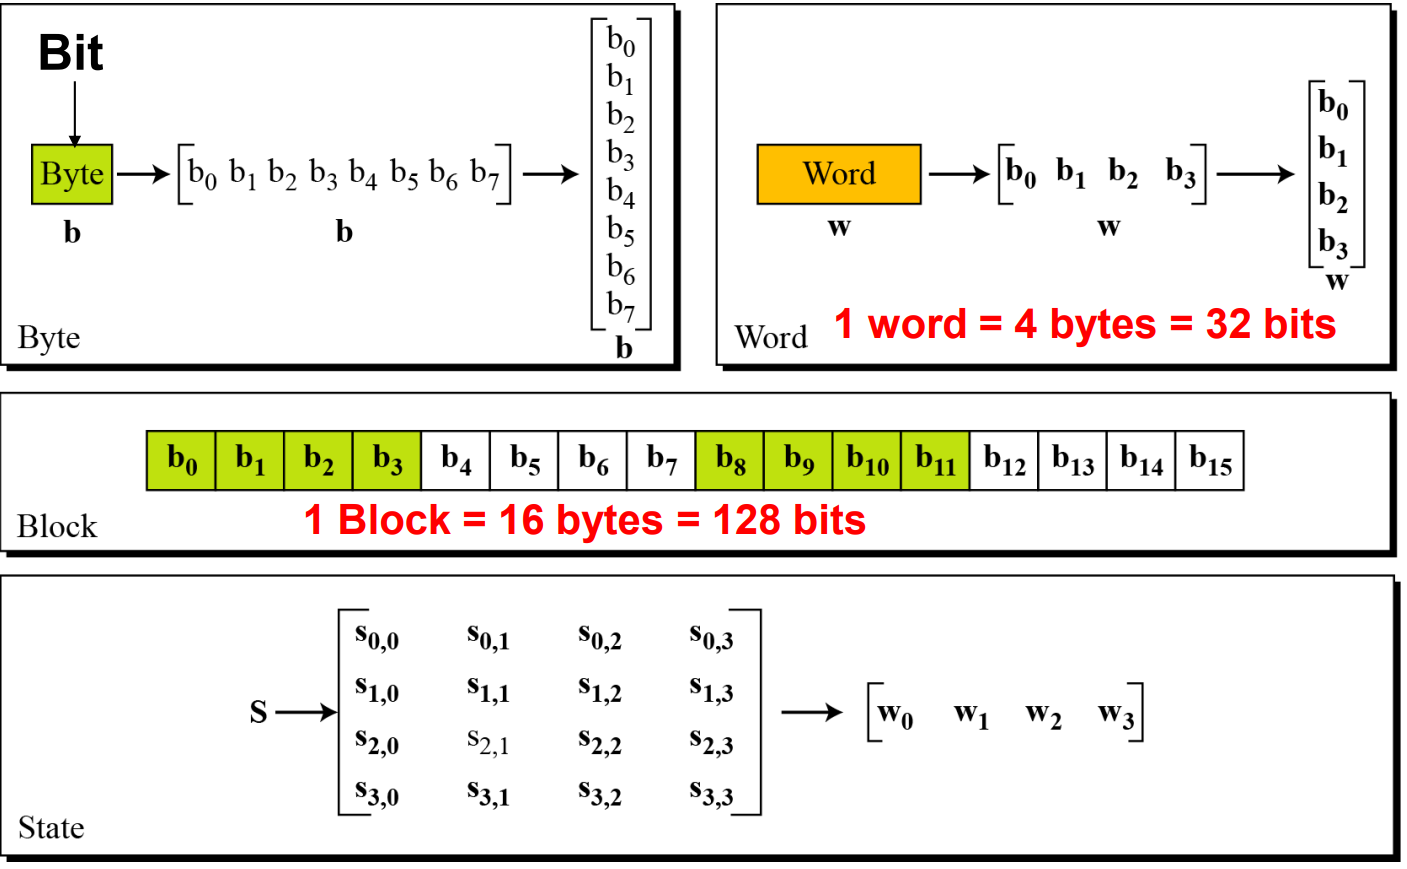 Bit
Byte
b
b0 b1 b2 b3 b4 b5 b6 b7
b
b0
b1
b2
b3
b4
b5
b6
b7
b
Byte
Word
w
b0 b1 b2 b3
w
b0
b1
b2
b3
w
Word
1 word = 4 bytes = 32 bits
b0 b1 b2 b3 b4 b5 b6 b7 b8 b9 b10 b11 b12 b13 b14 b15
1 Block = 16 bytes = 128 bits
Block
S
s0,0 s0,1 s0,2 s0,3
s1,0 s1,1 s1,2 s1,3
s2,0 s2,1 s2,2 s2,3
s3,0 s3,1 s3,2 s3,3
w0 w1 w2 w3
State